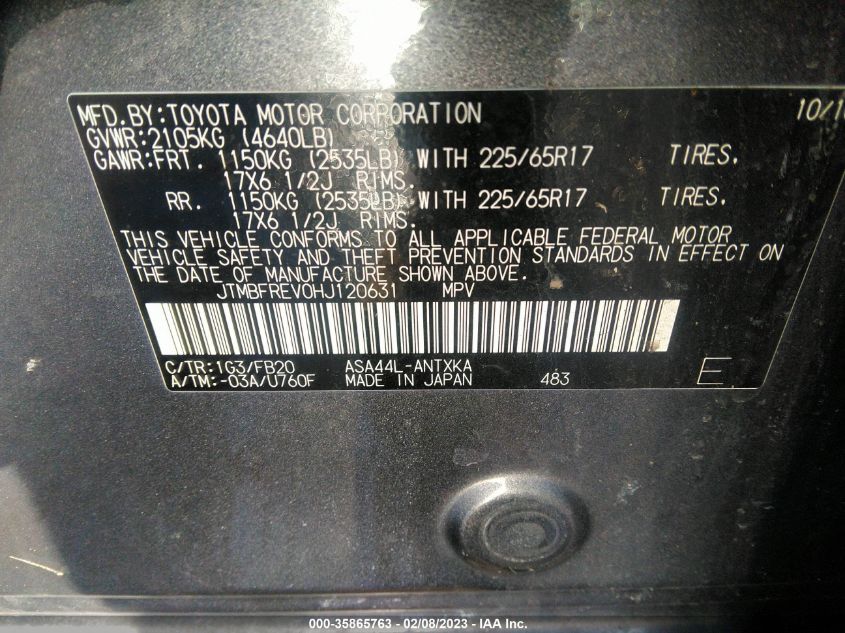 MFD.BY:TOYOTA MOTOR CORPORATION 10/1
GVWR:2105KG (4640LB)
GAWR:FRT. 1150KG (2535LB) WITH 225/65R17 TIRES.
17X6 1/2J RIMS.
RR. 1150KG (2535LB) WITH 225/65R17 TIRES.
17X6 1/2J RIMS.
THIS VEHICLE CONFORMS TO ALL APPLICABLE FEDERAL MOTOR
VEHICLE SAFETY AND THEFT PREVENTION STANDARDS IN EFFECT ON
THE DATE OF MANUFACTURE SHOWN ABOVE.
JTMBFREV0HJ120631 MPV
C/TR:1G3/FB20 ASA44L-ANTXKA
A/TM:-03A/U760F MADE IN JAPAN 483 E
000-35865763 - 02/08/2023 - IAA Inc.